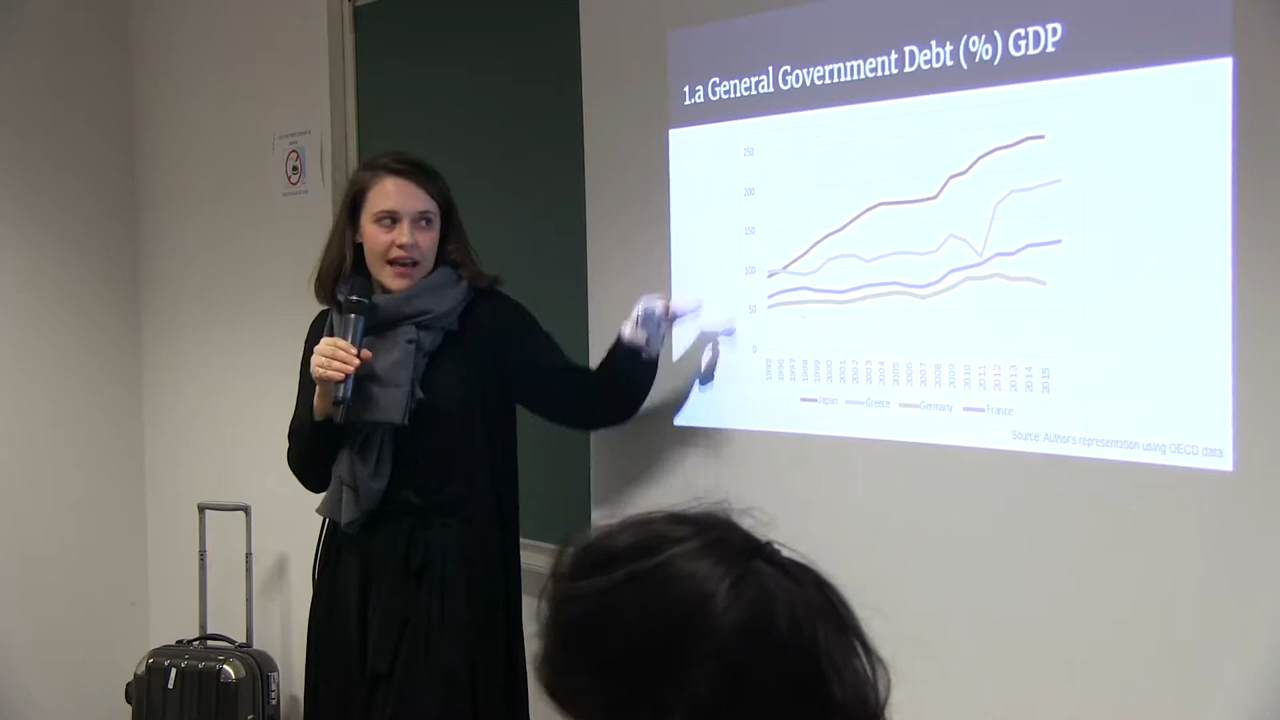 1.a General Government Debt (%) GDP
250
200
150
100
50
0
1995 1996 1997 1998 1999 2000 2001 2002 2003 2004 2005 2006 2007 2008 2009 2010 2011 2012 2013 2014 2015
Japan Greece Germany France
Source: Author's representation using OECD data